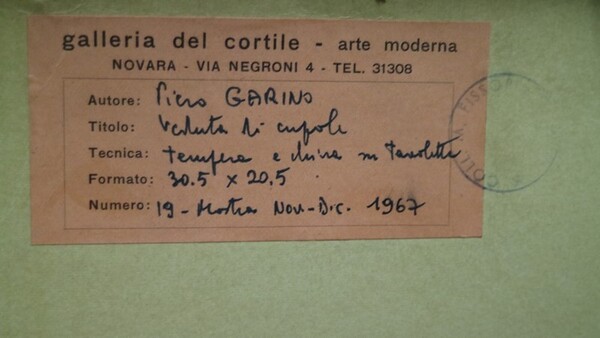 galleria del cortile - arte moderna
NOVARA - VIA NEGRONI 4 - TEL. 31308
Autore: Piero GARINO
Titolo: Veduta di cupole
Tecnica: tempera e china su tavoletta
Formato: 30.5 x 20.5
Numero: 19 - Mostra Nov-Dic. 1967